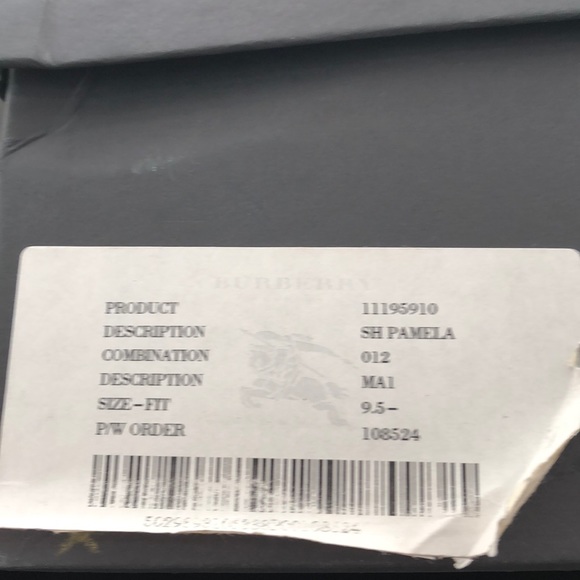 BURBERRY
PRODUCT 11195910
DESCRIPTION SH PAMELA
COMBINATION 012
DESCRIPTION MA1
SIZE-FIT 9.5-
P/W ORDER 108524